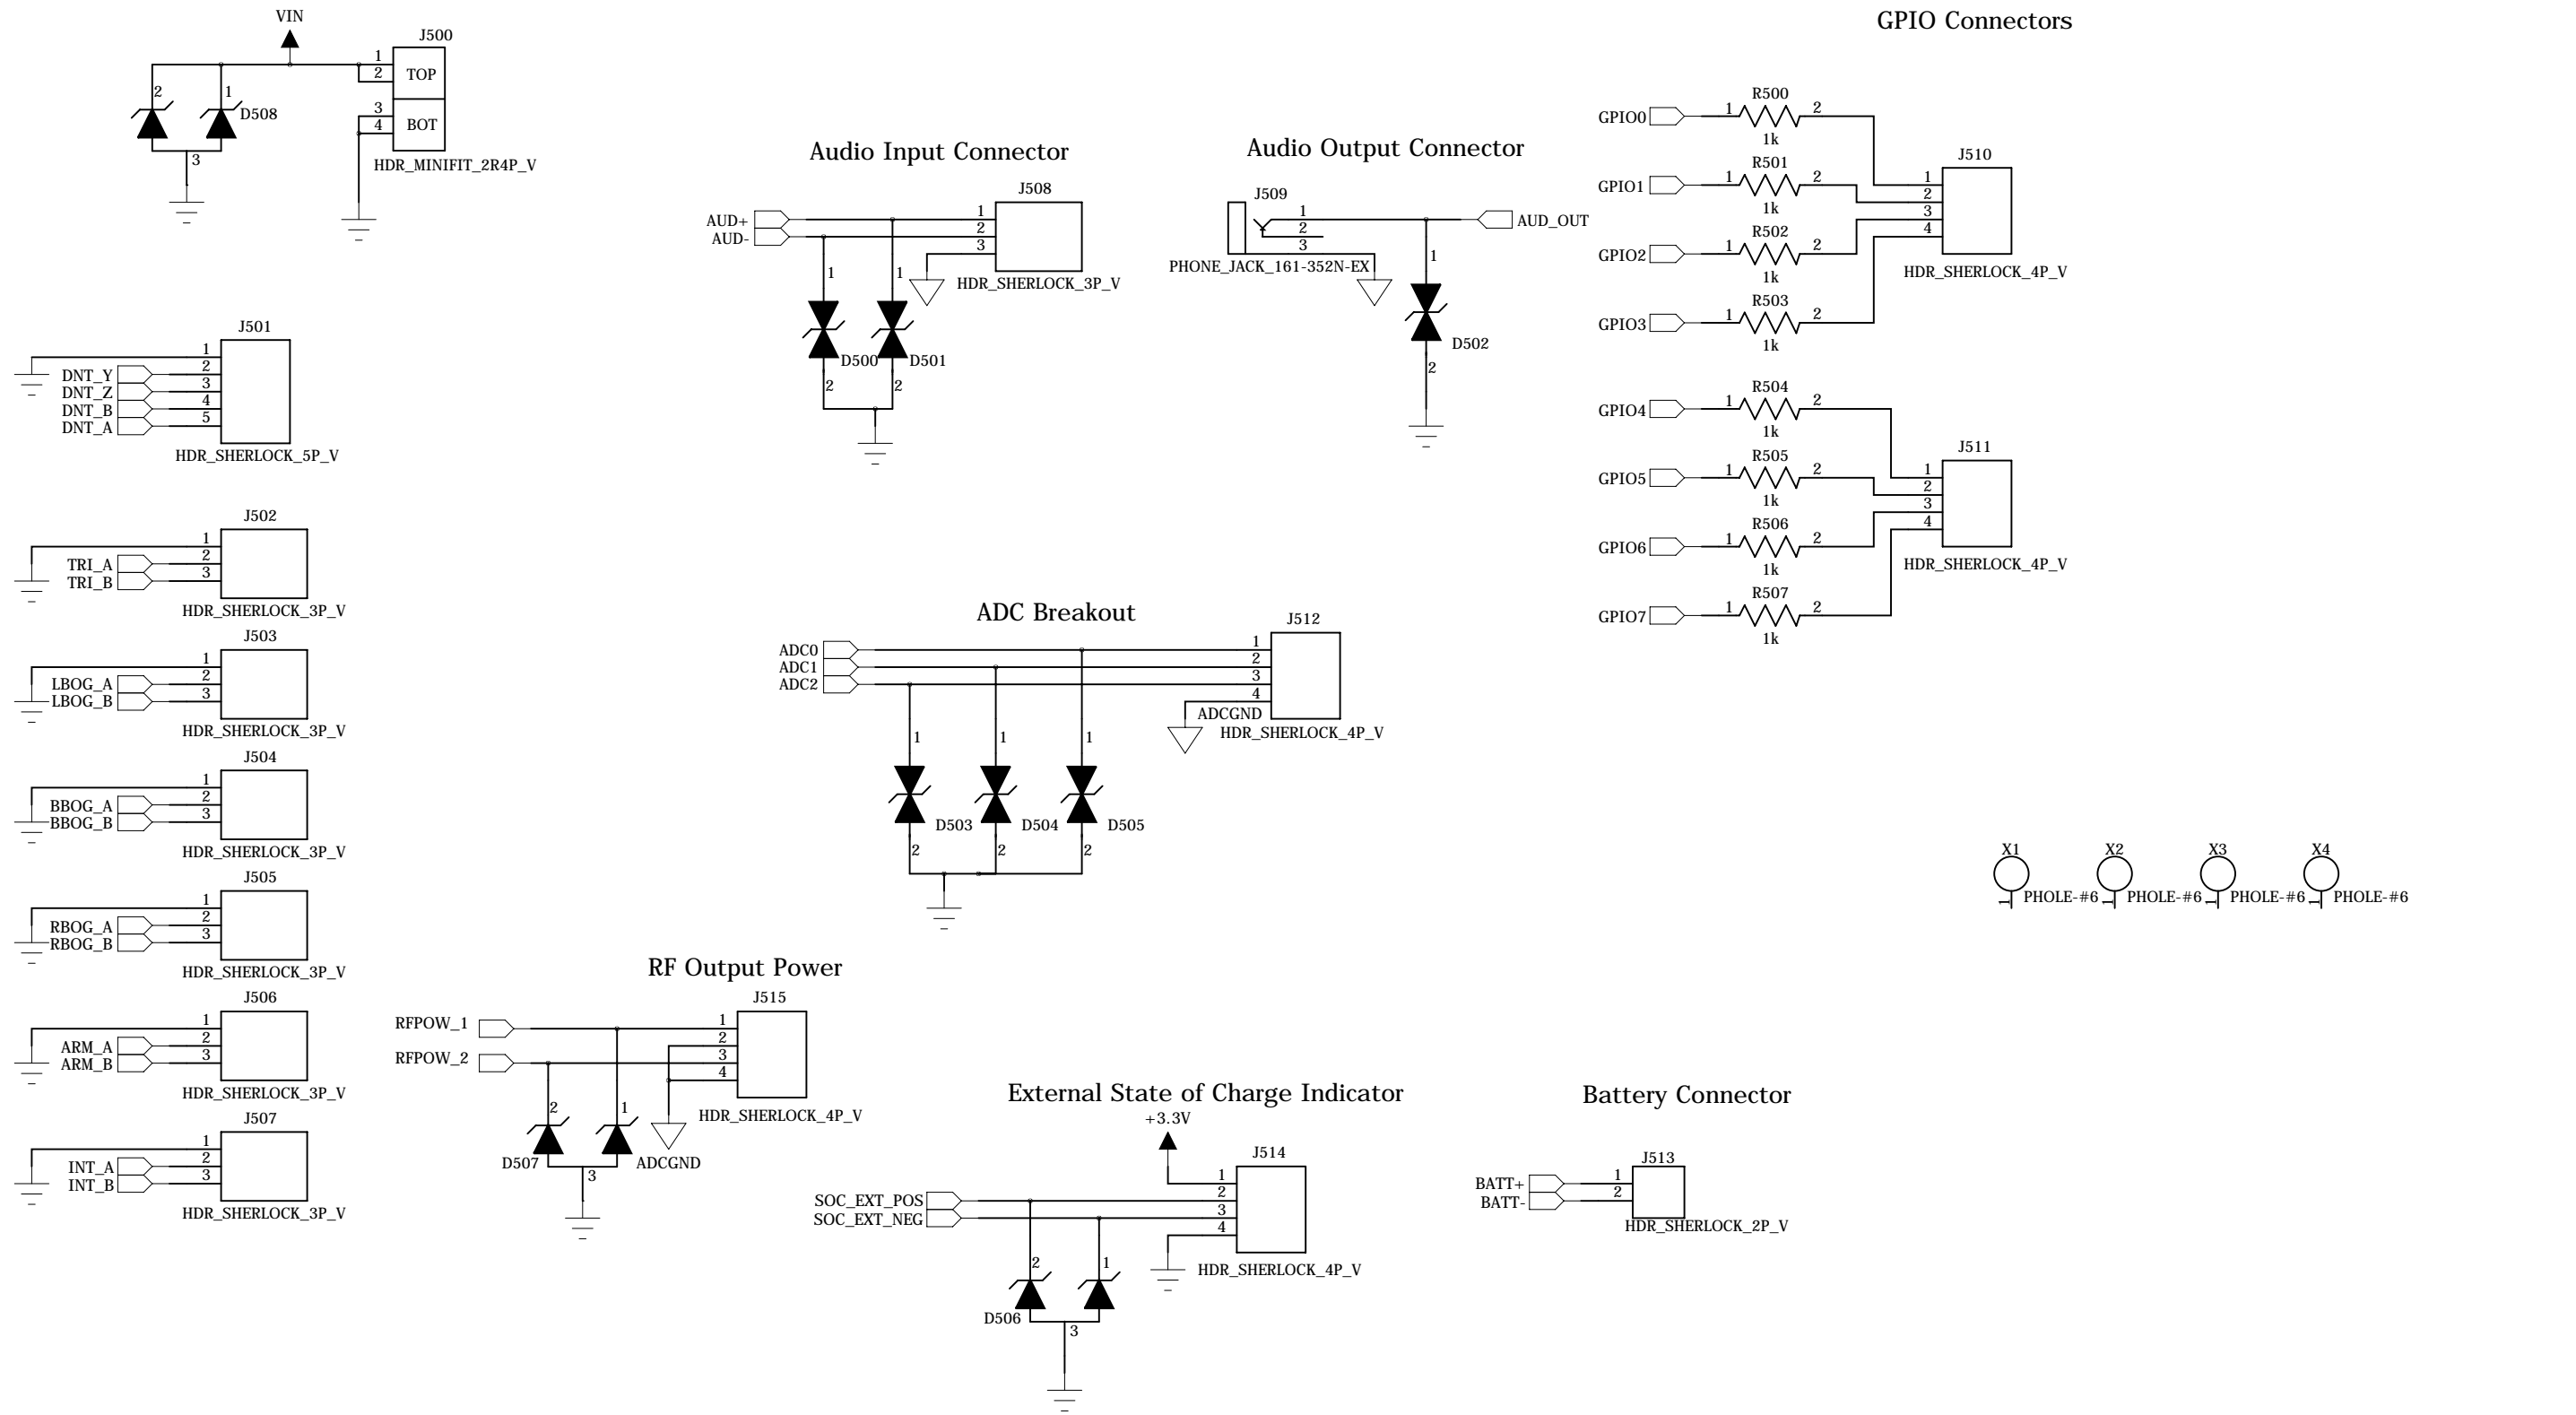 VIN
J500
1
2
TOP
3
4
BOT
2
1
D508
3
HDR_MINIFIT_2R4P_V
J501
1
2
3
4
5
DNT_Y
DNT_Z
DNT_B
DNT_A
HDR_SHERLOCK_5P_V
J502
1
2
3
TRI_A
TRI_B
HDR_SHERLOCK_3P_V
J503
1
2
3
LBOG_A
LBOG_B
HDR_SHERLOCK_3P_V
J504
1
2
3
BBOG_A
BBOG_B
HDR_SHERLOCK_3P_V
J505
1
2
3
RBOG_A
RBOG_B
HDR_SHERLOCK_3P_V
J506
1
2
3
ARM_A
ARM_B
HDR_SHERLOCK_3P_V
J507
1
2
3
INT_A
INT_B
HDR_SHERLOCK_3P_V
Audio Input Connector
J508
AUD+
AUD-
1
2
3
HDR_SHERLOCK_3P_V
1
1
D500
D501
2
2
Audio Output Connector
J509
1
2
3
AUD_OUT
PHONE_JACK_161-352N-EX
1
D502
2
GPIO Connectors
R500
GPIO0
1
2
1k
R501
GPIO1
1
2
1k
R502
GPIO2
1
2
1k
R503
GPIO3
1
2
1k
J510
1
2
3
4
HDR_SHERLOCK_4P_V
R504
GPIO4
1
2
1k
R505
GPIO5
1
2
1k
R506
GPIO6
1
2
1k
R507
GPIO7
1
2
1k
J511
1
2
3
4
HDR_SHERLOCK_4P_V
ADC Breakout
J512
ADC0
ADC1
ADC2
1
2
3
4
ADCGND
HDR_SHERLOCK_4P_V
1
1
1
D503
D504
D505
2
2
2
X1
X2
X3
X4
1
PHOLE-#6
1
PHOLE-#6
1
PHOLE-#6
1
PHOLE-#6
RF Output Power
J515
RFPOW_1
RFPOW_2
1
2
3
4
HDR_SHERLOCK_4P_V
2
1
D507
ADCGND
3
External State of Charge Indicator
+3.3V
J514
1
2
3
4
SOC_EXT_POS
SOC_EXT_NEG
HDR_SHERLOCK_4P_V
2
1
D506
3
Battery Connector
J513
BATT+
BATT-
1
2
HDR_SHERLOCK_2P_V